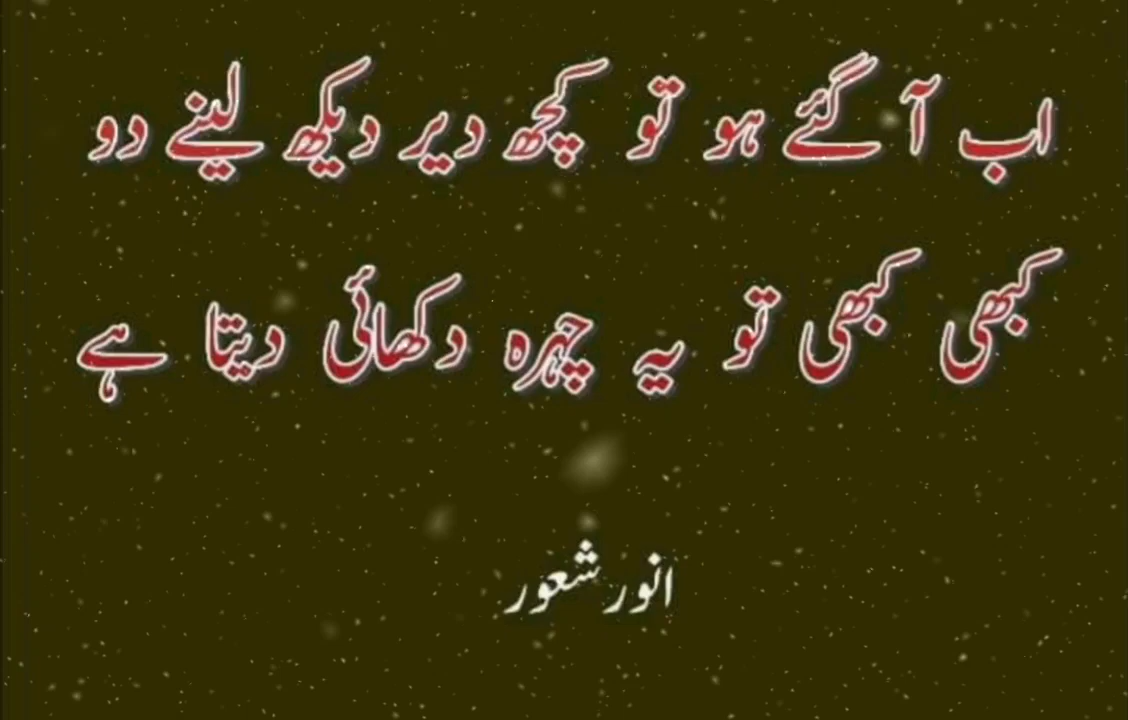 اب آ گئے ہو تو کچھ دیر دیکھ لینے دو
کبھی کبھی تو یہ چہرہ دکھائی دیتا ہے
انور شعور